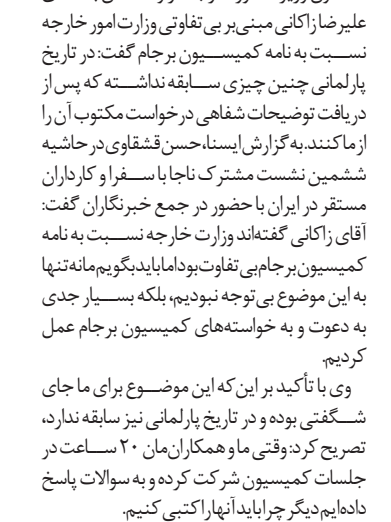 علیرضا زاکانی مبنی بر بی تفاوتی وزارت امور خارجه
نسبت به نامه کمیسیون برجام گفت: در تاریخ
پارلمانی چنین چیزی سابقه نداشته که پس از
دریافت توضیحات شفاهی درخواست مکتوب آن را
از ما کنند. به گزارش ایسنا، حسن قشقاوی در حاشیه
ششمین نشست مشترک ناجا با سفرا و کارداران
مستقر در ایران با حضور در جمع خبرنگاران گفت:
آقای زاکانی گفته‌اند وزارت خارجه نسبت به نامه
کمیسیون برجام بی تفاوت بود اما باید بگویم ما نه تنها
به این موضوع بی‌توجه نبودیم، بلکه بسیار جدی
به دعوت و به خواسته‌های کمیسیون برجام عمل
کردیم.
وی با تأکید بر این که این موضوع برای ما جای
شگفتی بوده و در تاریخ پارلمانی نیز سابقه ندارد،
تصریح کرد: وقتی ما و همکاران‌مان ۲۰ ساعت در
جلسات کمیسیون شرکت کرده و به سوالات پاسخ
داده‌ایم دیگر چرا باید آنها را کتبی کنیم.